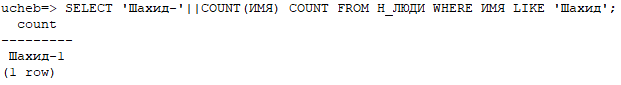 ucheb=> SELECT 'Шахид-'||COUNT(ИМЯ) COUNT FROM Н_ЛЮДИ WHERE ИМЯ LIKE 'Шахид';
count
---------
Шахид-1
(1 row)